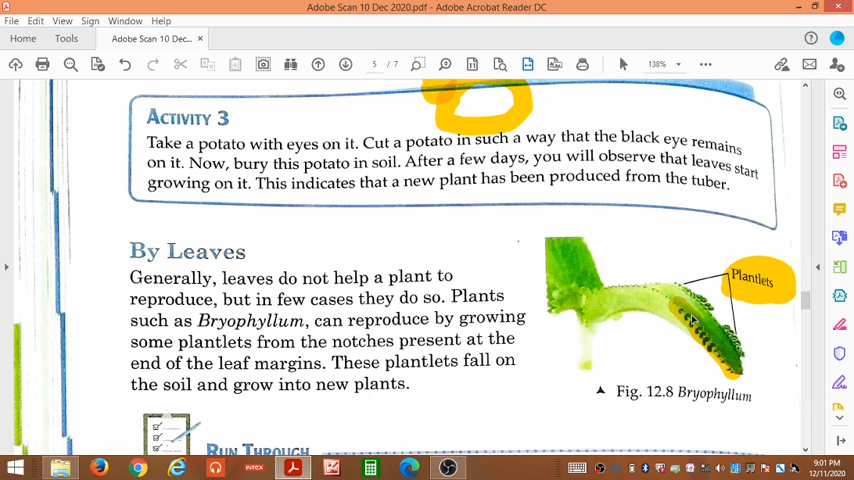 Adobe Scan 10 Dec 2020.pdf - Adobe Acrobat Reader DC
File Edit View Sign Window Help
Home Tools Adobe Scan 10 Dec... ×
5 / 7 138%
ACTIVITY 3
Take a potato with eyes on it. Cut a potato in such a way that the black eye remains
on it. Now, bury this potato in soil. After a few days, you will observe that leaves start
growing on it. This indicates that a new plant has been produced from the tuber.
BY LEAVES
Generally, leaves do not help a plant to
reproduce, but in few cases they do so. Plants
such as Bryophyllum, can reproduce by growing
some plantlets from the notches present at the
end of the leaf margins. These plantlets fall on
the soil and grow into new plants.
Plantlets
Fig. 12.8 Bryophyllum
RUN THROUGH
INTEX
9:01 PM
12/11/2020